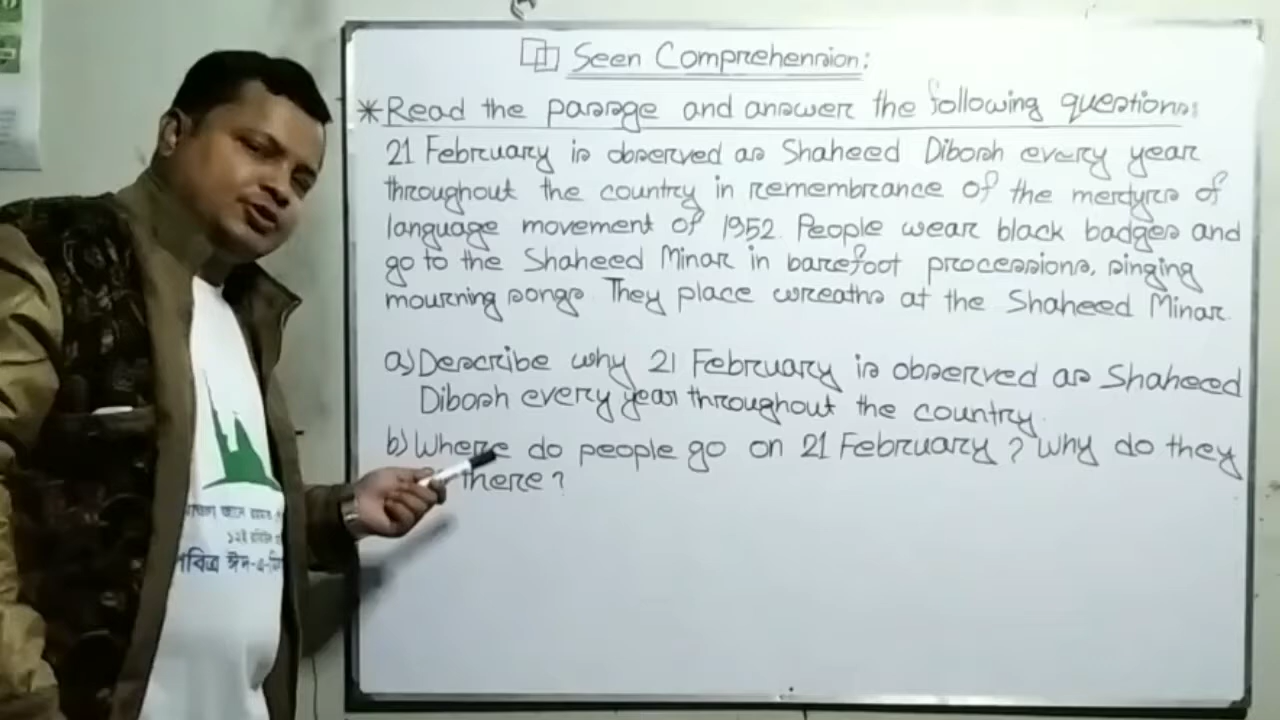 Seen Comprehension:
*Read the passage and answer the following questions:
21 February is observed as Shaheed Dibosh every year
throughout the country in remembrance of the mertyrs of
language movement of 1952. People wear black badges and
go to the Shaheed Minar in barefoot processions, singing
mourning songs. They place wreaths at the Shaheed Minar.
a) Describe why 21 February is observed as Shaheed
Dibosh every year throughout the country.
b) Where do people go on 21 February? Why do they
there?
১২ই
পবিত্র ঈদ-এ-